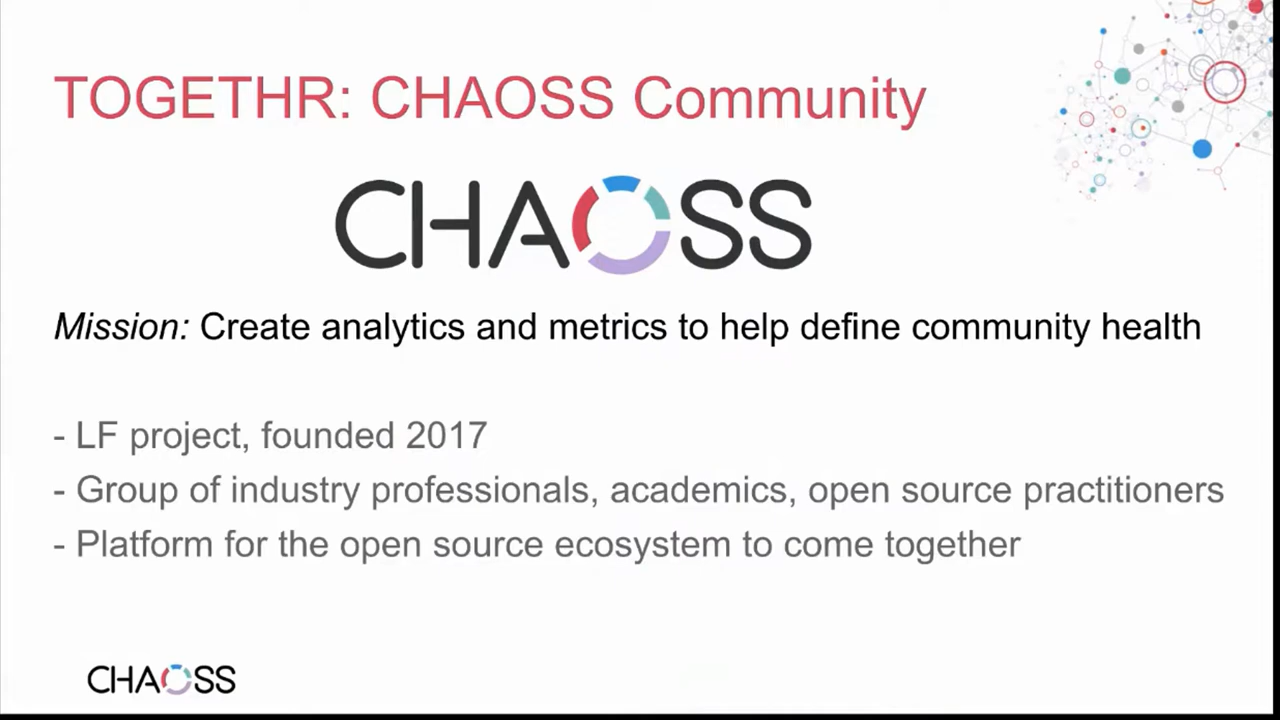 TOGETHR: CHAOSS Community
CHAOSS
Mission: Create analytics and metrics to help define community health
- LF project, founded 2017
- Group of industry professionals, academics, open source practitioners
- Platform for the open source ecosystem to come together
CHAOSS